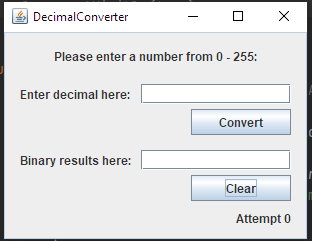 DecimalConverter
Please enter a number from 0 - 255:
Enter decimal here:
Convert
Binary results here:
Clear
Attempt 0